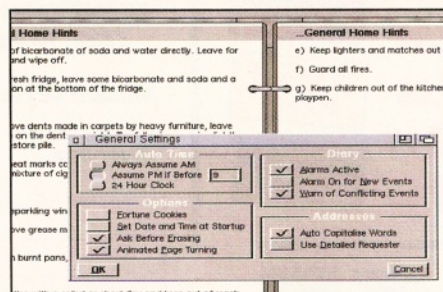 l Home Hints
of bicarbonate of soda and water directly. Leave for
and wipe off.
resh fridge, leave some bicarbonate and soda and a
on at the bottom of the fridge.
ove dents made in carpets by heavy furniture, leave
on the dent
store pile.
eat marks
mixture of cig
sparkling win
ove grease m
burnt pans,
...General Home Hints
e) Keep lighters and matches out
f) Guard all fires.
g) Keep children out of the kitchen
playpen.
General Settings
Auto Time
Always Assume AM
Assume PM if Before 9
24 Hour Clock
Options
Fortune Cookies
Set Date and Time at Startup
Ask Before Erasing
Animated Page Turning
Diary
Alarms Active
Alarm On for New Events
Warn of Conflicting Events
Addresses
Auto Capitalise Words
Use Detailed Requester
OK
Cancel